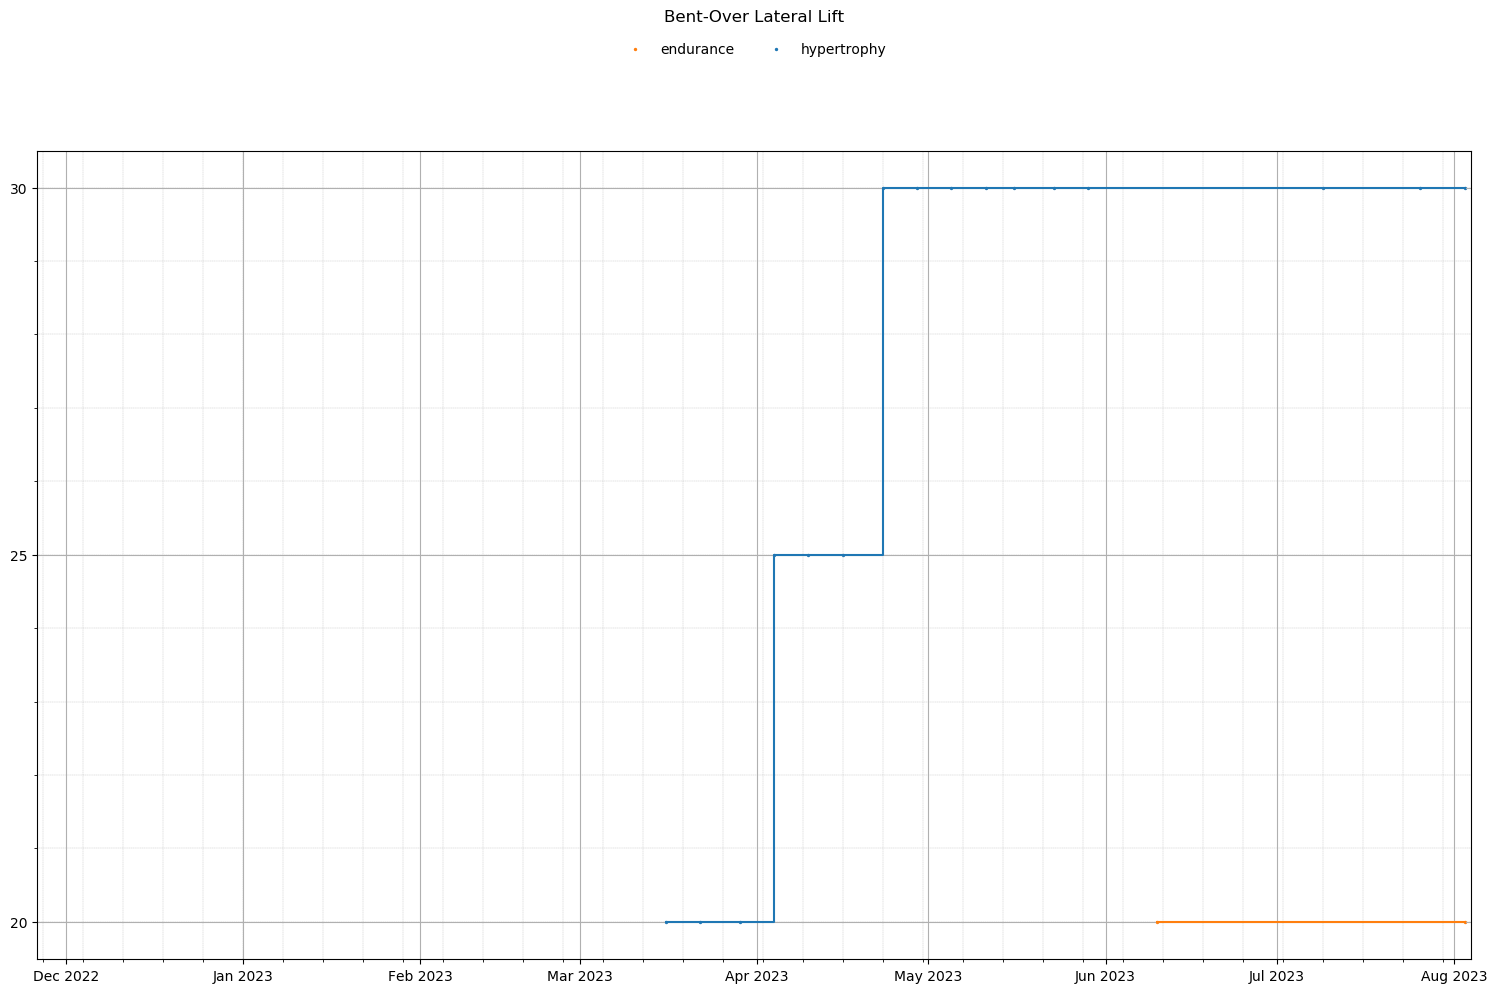 Bent-Over Lateral Lift
endurance hypertrophy
30
25
20
Dec 2022 Jan 2023 Feb 2023 Mar 2023 Apr 2023 May 2023 Jun 2023 Jul 2023 Aug 2023